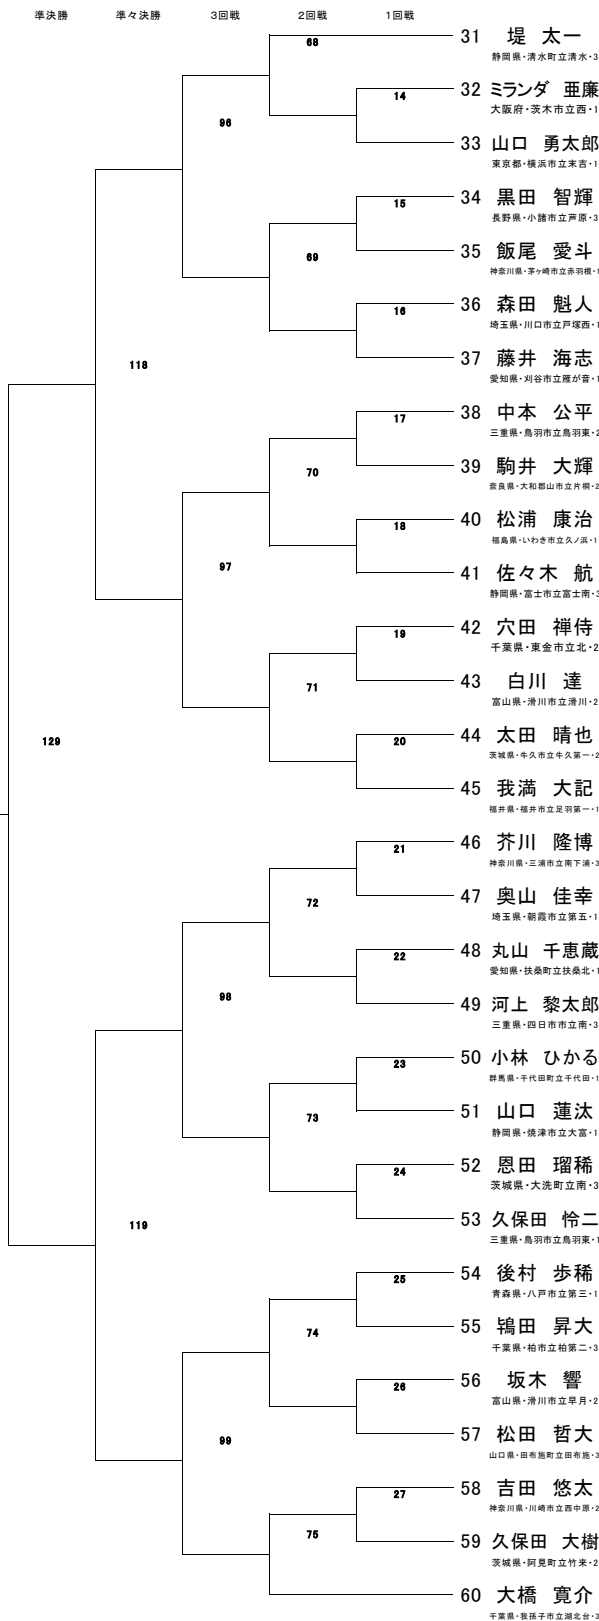 準決勝 準々決勝 3回戦 2回戦 1回戦
31 堤 太一
静岡県・清水町立清水・3
68
32 ミランダ 亜廉
大阪府・茨木市立西・1
14
96
33 山口 勇太郎
東京都・横浜市立末吉・1
34 黒田 智輝
長野県・小諸市立芦原・3
15
35 飯尾 愛斗
神奈川県・茅ヶ崎市立赤羽根・1
69
36 森田 魁人
埼玉県・川口市立戸塚西・1
16
37 藤井 海志
愛知県・刈谷市立雁が音・1
118
38 中本 公平
三重県・鳥羽市立鳥羽東・2
17
39 駒井 大輝
奈良県・大和郡山市立片桐・2
70
40 松浦 康治
福島県・いわき市立久ノ浜・1
18
97
41 佐々木 航
静岡県・富士市立富士南・3
42 穴田 禅侍
千葉県・東金市立北・2
19
43 白川 達
富山県・滑川市立滑川・2
71
44 太田 晴也
茨城県・牛久市立牛久第一・2
129
20
45 我満 大記
福井県・福井市立足羽第一・1
46 芥川 隆博
神奈川県・三浦市立南下浦・3
21
47 奥山 佳幸
埼玉県・朝霞市立第五・1
72
48 丸山 千恵蔵
愛知県・扶桑町立扶桑北・1
22
98
49 河上 黎太郎
三重県・四日市市立南・3
50 小林 ひかる
群馬県・千代田町立千代田・1
23
51 山口 蓮汰
静岡県・焼津市立大富・1
73
52 恩田 瑠稀
茨城県・大洗町立南・3
24
53 久保田 怜二
三重県・鳥羽市立鳥羽東・1
119
54 後村 歩稀
青森県・八戸市立第三・1
25
55 鴇田 昇大
千葉県・柏市立柏第二・3
74
56 坂木 響
富山県・滑川市立早月・2
26
57 松田 哲大
山口県・田布施町立田布施・3
99
58 吉田 悠太
神奈川県・川崎市立西中原・2
27
59 久保田 大樹
茨城県・阿見町立竹来・2
75
60 大橋 寛介
千葉県・我孫子市立湖北台・3